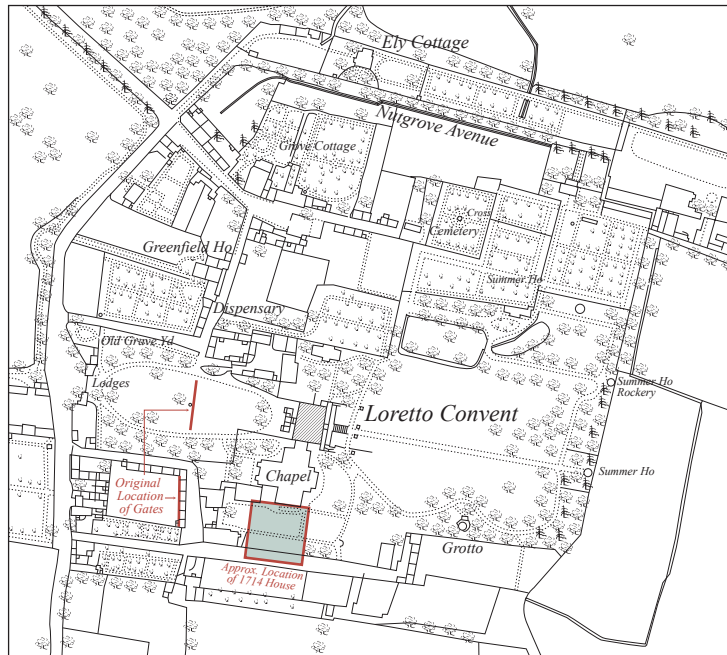 Ely Cottage
Nutgrove Avenue
Grove Cottage
Cross
Cemetery
Greenfield Ho
Summer Ho
Dispensary
Old Grave Yd
Lodges
Summer Ho
Rockery
Loretto Convent
Chapel
Summer Ho
Original
Location
of Gates
Grotto
Approx. Location
of 1714 House